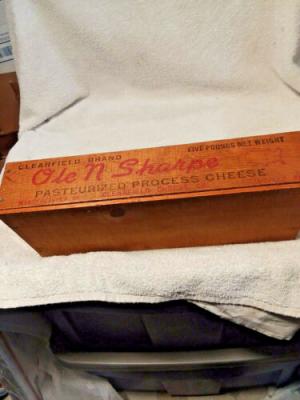 CLEARFIELD BRAND
FIVE POUNDS NET WEIGHT
Ole N Sharpe
PASTEURIZED PROCESS CHEESE